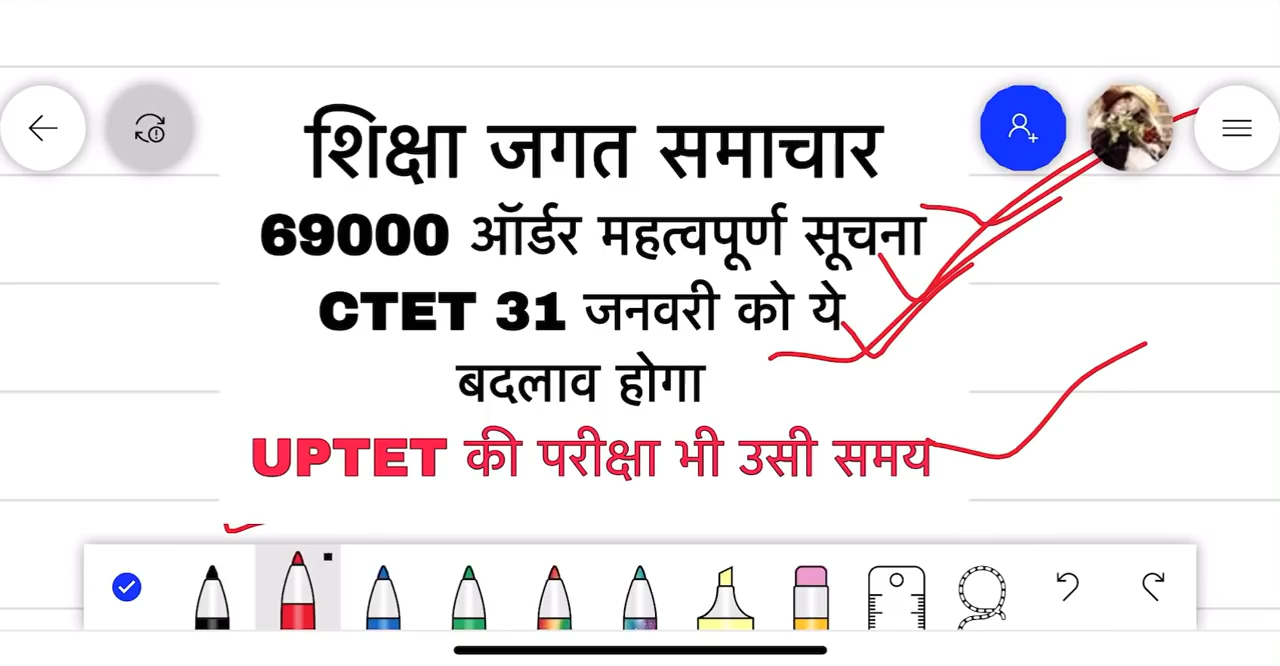 शिक्षा जगत समाचार
69000 ऑर्डर महत्वपूर्ण सूचना
CTET 31 जनवरी को ये
बदलाव होगा
UPTET की परीक्षा भी उसी समय